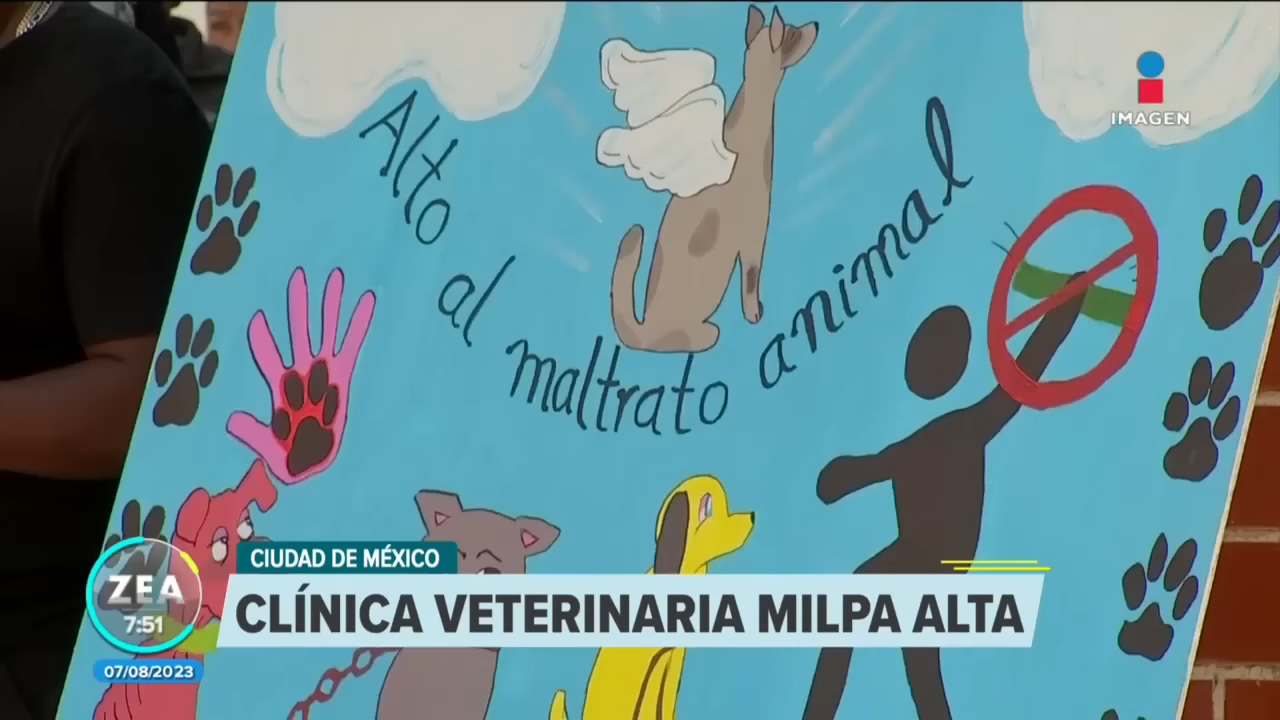 IMAGEN
Alto al maltrato animal
CIUDAD DE MÉXICO
CLÍNICA VETERINARIA MILPA ALTA
ZEA
7:51
07/08/2023